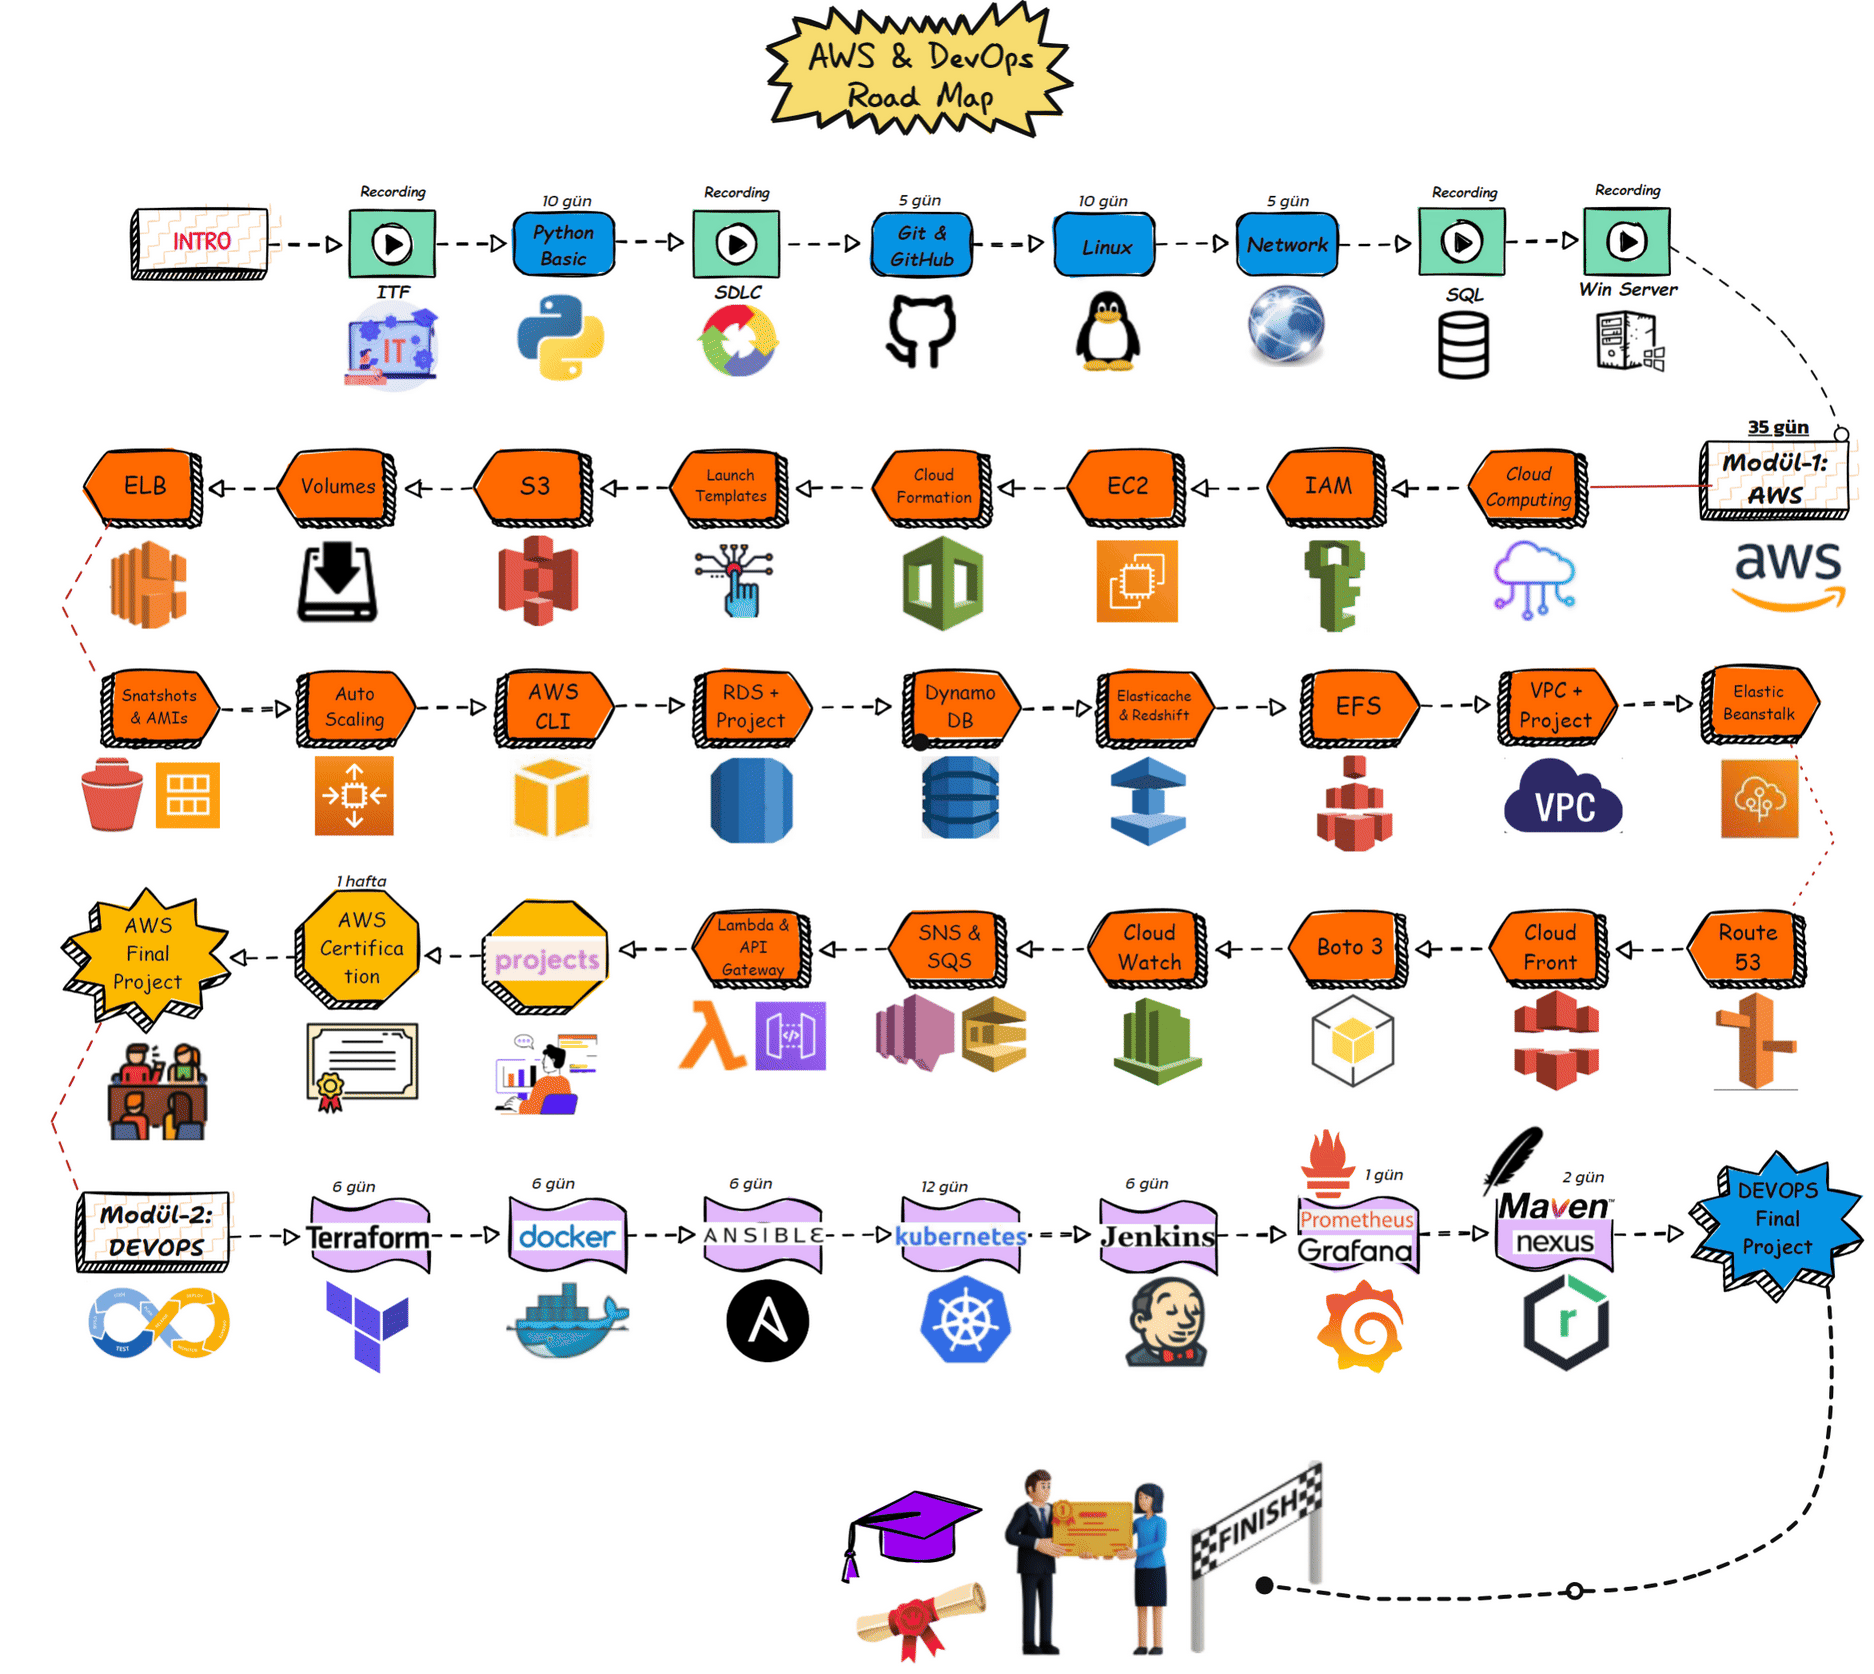 AWS & DevOps
Road Map
INTRO
Recording
ITF
IT
10 gün
Python
Basic
Recording
SDLC
5 gün
Git &
GitHub
10 gün
Linux
5 gün
Network
Recording
SQL
Recording
Win Server
35 gün
Modül-1:
AWS
aws
Cloud
Computing
IAM
EC2
Cloud
Formation
Launch
Templates
S3
Volumes
ELB
Snatshots
& AMIs
Auto
Scaling
AWS
CLI
RDS +
Project
Dynamo
DB
Elasticache
& Redshift
EFS
VPC +
Project
VPC
Elastic
Beanstalk
Route
53
Cloud
Front
Boto 3
Cloud
Watch
SNS &
SQS
Lambda &
API
Gateway
projects
1 hafta
AWS
Certifica
tion
AWS
Final
Project
Modül-2:
DEVOPS
TEST
6 gün
Terraform
6 gün
docker
6 gün
ANSIBLE
12 gün
kubernetes
6 gün
Jenkins
1 gün
Prometheus
Grafana
2 gün
Maven™
nexus
r
DEVOPS
Final
Project
FINISH